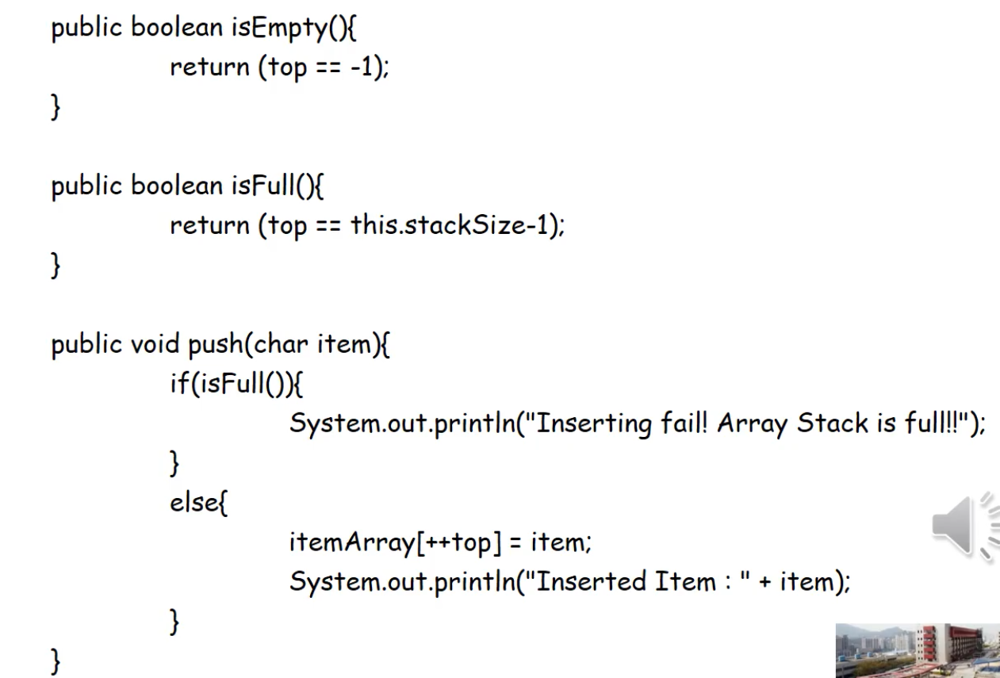 public boolean isEmpty(){
return (top == -1);
}
public boolean isFull(){
return (top == this.stackSize-1);
}
public void push(char item){
if(isFull()){
System.out.println("Inserting fail! Array Stack is full!!!");
}
else{
itemArray[++top] = item;
System.out.println("Inserted Item : " + item);
}
}